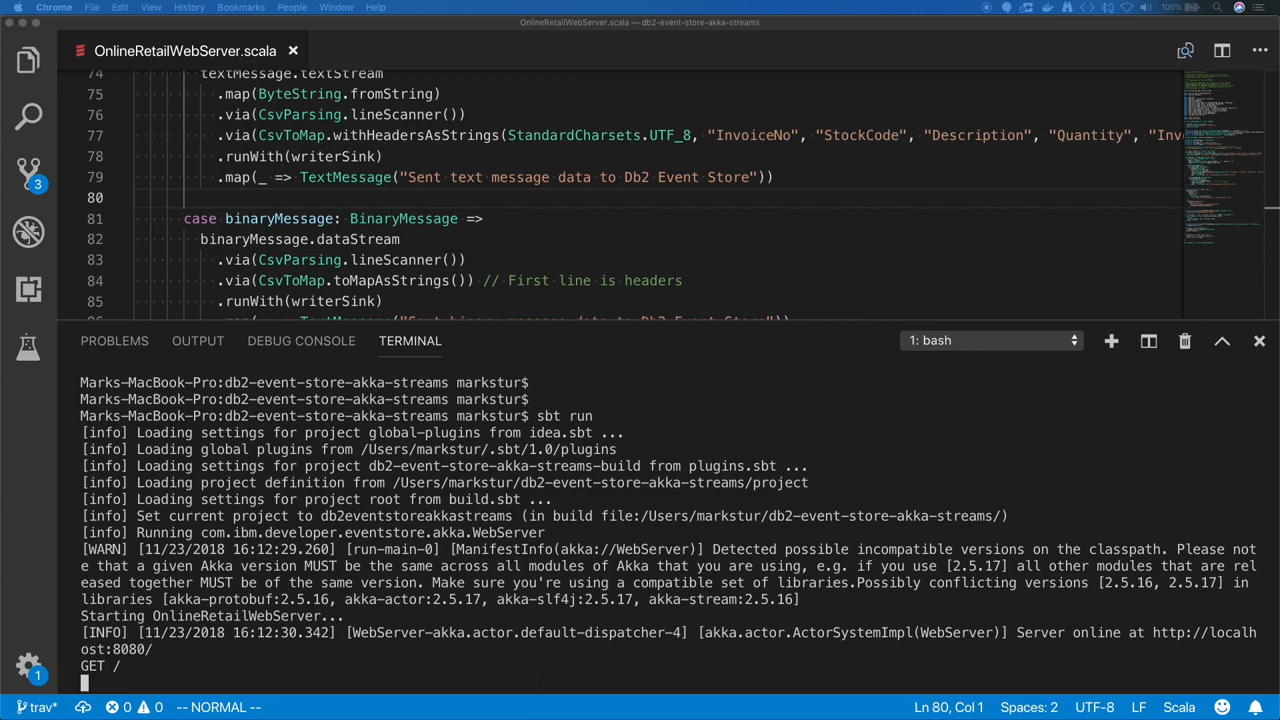 Chrome File Edit View History Bookmarks People Window Help 100%
OnlineRetailWebServer.scala — db2-event-store-akka-streams
OnlineRetailWebServer.scala
74 textMessage.textStream
75 .map(ByteString.fromString)
76 .via(CsvParsing.lineScanner())
77 .via(CsvToMap.withHeadersAsStrings(StandardCharsets.UTF_8, "InvoiceNo", "StockCode", "Description", "Quantity", "Inv
78 .runWith(writerSink)
79 .map(_ => TextMessage("Sent text message data to Db2 Event Store"))
80
81 case binaryMessage: BinaryMessage =>
82 binaryMessage.dataStream
83 .via(CsvParsing.lineScanner())
84 .via(CsvToMap.toMapAsStrings()) // First line is headers
85 .runWith(writerSink)
86 .map(_ => TextMessage("Sent binary message data to Db2 Event Store"))
3
PROBLEMS OUTPUT DEBUG CONSOLE TERMINAL 1: bash
Marks-MacBook-Pro:db2-event-store-akka-streams markstur$
Marks-MacBook-Pro:db2-event-store-akka-streams markstur$
Marks-MacBook-Pro:db2-event-store-akka-streams markstur$ sbt run
[info] Loading settings for project global-plugins from idea.sbt ...
[info] Loading global plugins from /Users/markstur/.sbt/1.0/plugins
[info] Loading settings for project db2-event-store-akka-streams-build from plugins.sbt ...
[info] Loading project definition from /Users/markstur/db2-event-store-akka-streams/project
[info] Loading settings for project root from build.sbt ...
[info] Set current project to db2eventstoreakkastreams (in build file:/Users/markstur/db2-event-store-akka-streams/)
[info] Running com.ibm.developer.eventstore.akka.WebServer
[WARN] [11/23/2018 16:12:29.260] [run-main-0] [ManifestInfo(akka://WebServer)] Detected possible incompatible versions on the classpath. Please not
e that a given Akka version MUST be the same across all modules of Akka that you are using, e.g. if you use [2.5.17] all other modules that are rel
eased together MUST be of the same version. Make sure you're using a compatible set of libraries.Possibly conflicting versions [2.5.16, 2.5.17] in
libraries [akka-protobuf:2.5.16, akka-actor:2.5.17, akka-slf4j:2.5.17, akka-stream:2.5.16]
Starting OnlineRetailWebServer...
[INFO] [11/23/2018 16:12:30.342] [WebServer-akka.actor.default-dispatcher-4] [akka.actor.ActorSystemImpl(WebServer)] Server online at http://localh
ost:8080/
GET /
1
trav* 0 0 -- NORMAL -- Ln 80, Col 1 Spaces: 2 UTF-8 LF Scala